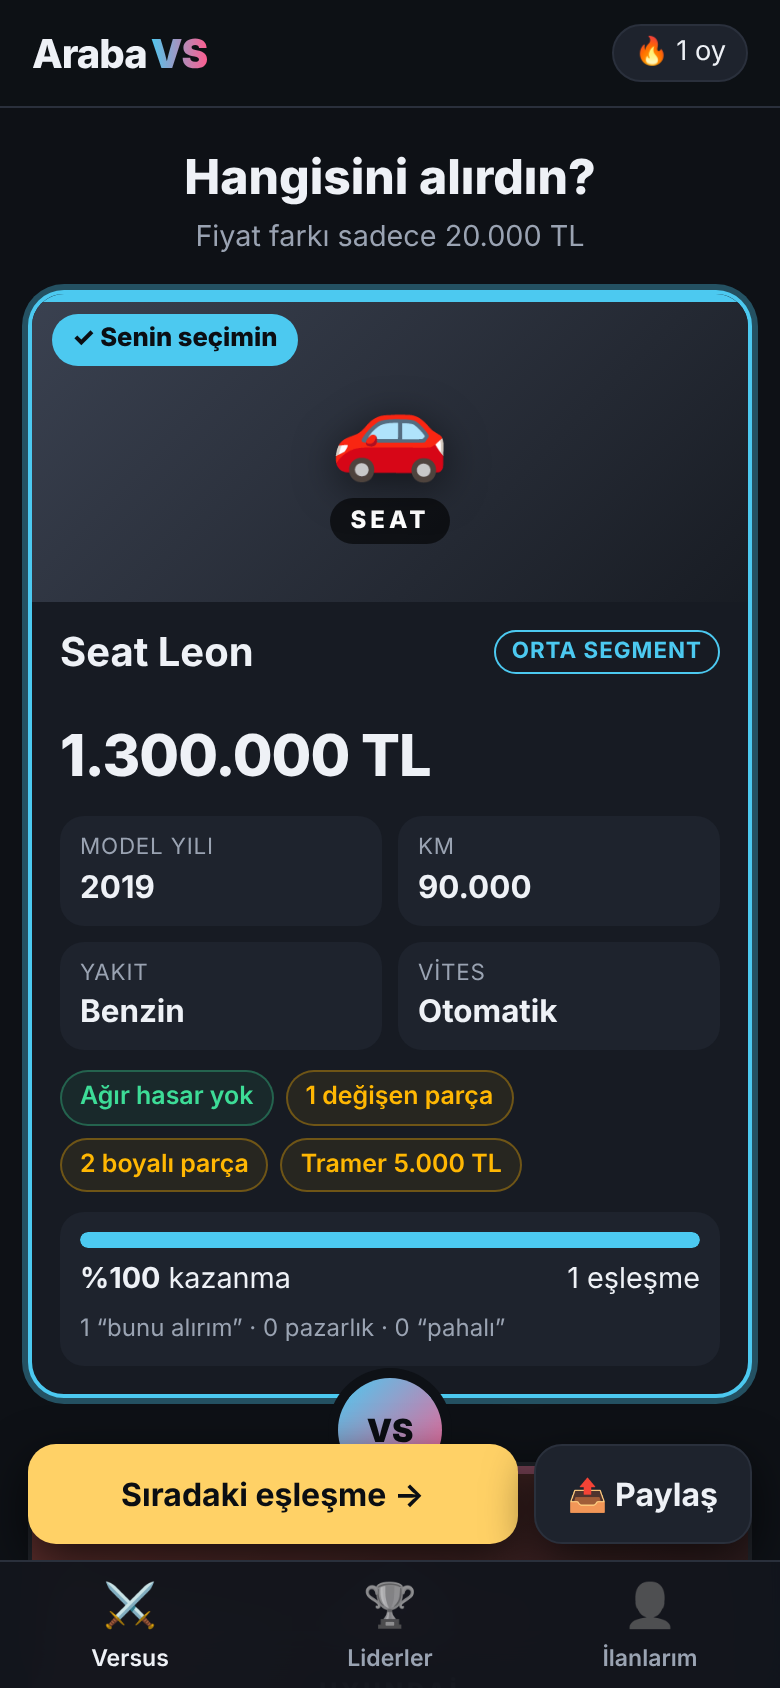 ArabaVS
🔥 1 oy
Hangisini alırdın?
Fiyat farkı sadece 20.000 TL
✓ Senin seçimin
SEAT
Seat Leon
ORTA SEGMENT
1.300.000 TL
MODEL YILI
KM
2019
90.000
YAKIT
VİTES
Benzin
Otomatik
Ağır hasar yok
1 değişen parça
2 boyalı parça
Tramer 5.000 TL
%100 kazanma
1 eşleşme
1 “bunu alırım” · 0 pazarlık · 0 “pahalı”
VS
Sıradaki eşleşme →
Paylaş
Versus
Liderler
İlanlarım